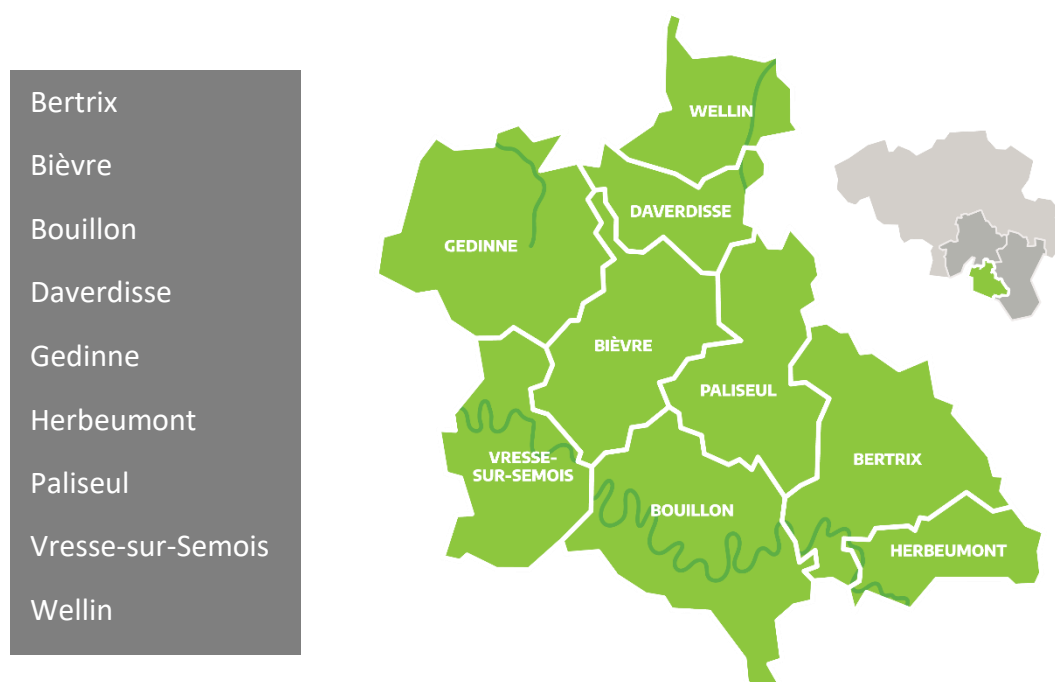 Bertrix
Bièvre
Bouillon
Daverdisse
Gedinne
Herbeumont
Paliseul
Vresse-sur-Semois
Wellin
WELLIN
DAVERDISSE
GEDINNE
BIÈVRE
PALISEUL
VRESSE-
SUR-SEMOIS
BERTRIX
BOUILLON
HERBEUMONT